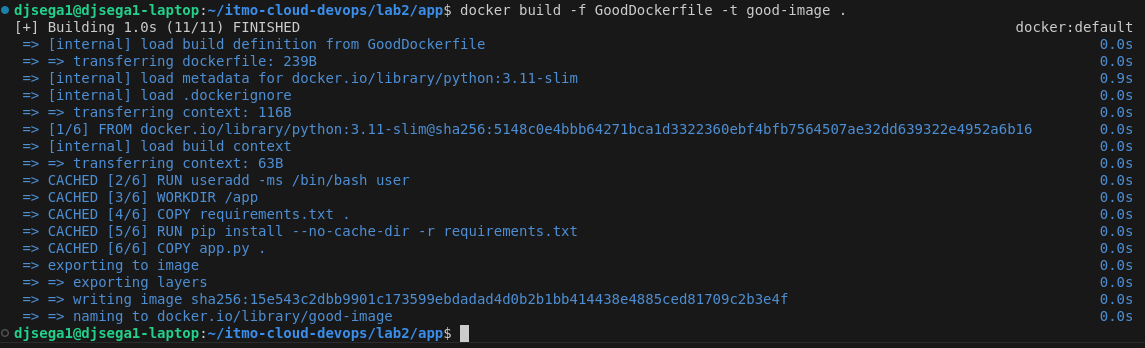 djsega1@djsega1-laptop:~/itmo-cloud-devops/lab2/app$ docker build -f GoodDockerfile -t good-image .
[+] Building 1.0s (11/11) FINISHED docker:default
=> [internal] load build definition from GoodDockerfile 0.0s
=> => transferring dockerfile: 239B 0.0s
=> [internal] load metadata for docker.io/library/python:3.11-slim 0.9s
=> [internal] load .dockerignore 0.0s
=> => transferring context: 116B 0.0s
=> [1/6] FROM docker.io/library/python:3.11-slim@sha256:5148c0e4bbb64271bca1d3322360ebf4bfb7564507ae32dd639322e4952a6b16 0.0s
=> [internal] load build context 0.0s
=> => transferring context: 63B 0.0s
=> CACHED [2/6] RUN useradd -ms /bin/bash user 0.0s
=> CACHED [3/6] WORKDIR /app 0.0s
=> CACHED [4/6] COPY requirements.txt . 0.0s
=> CACHED [5/6] RUN pip install --no-cache-dir -r requirements.txt 0.0s
=> CACHED [6/6] COPY app.py . 0.0s
=> exporting to image 0.0s
=> => exporting layers 0.0s
=> => writing image sha256:15e543c2dbb9901c173599ebdadad4d0b2b1bb414438e4885ced81709c2b3e4f 0.0s
=> => naming to docker.io/library/good-image 0.0s
djsega1@djsega1-laptop:~/itmo-cloud-devops/lab2/app$